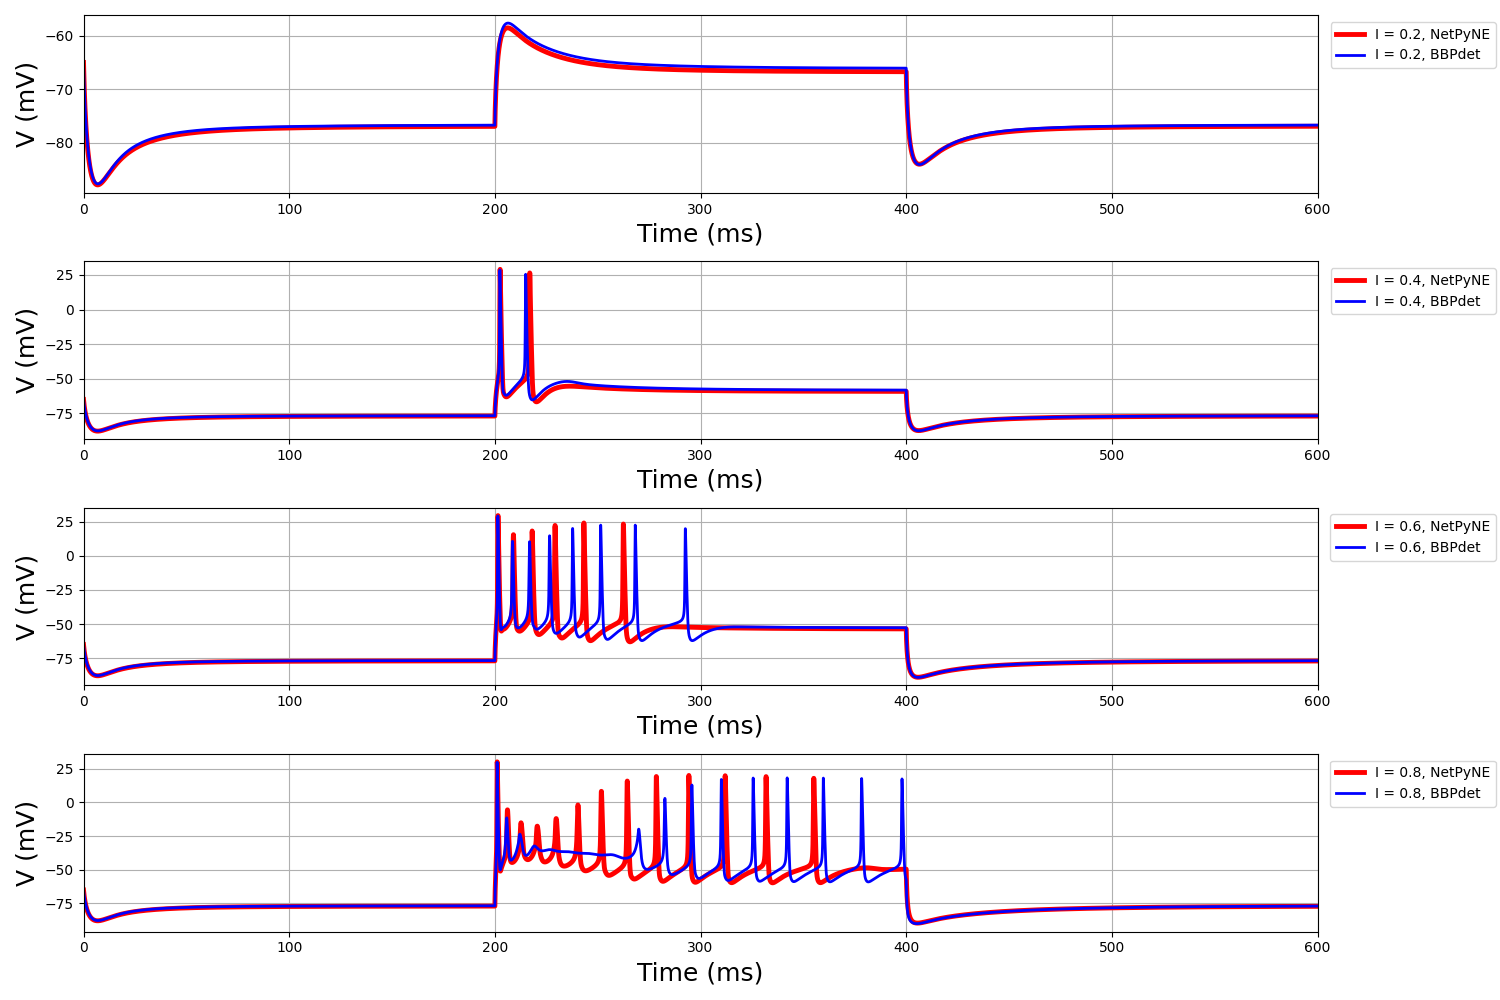 −60
−70
−80
V (mV)
0 100 200 300 400 500 600
Time (ms)
I = 0.2, NetPyNE
I = 0.2, BBPdet
25
0
−25
−50
−75
V (mV)
0 100 200 300 400 500 600
Time (ms)
I = 0.4, NetPyNE
I = 0.4, BBPdet
25
0
−25
−50
−75
V (mV)
0 100 200 300 400 500 600
Time (ms)
I = 0.6, NetPyNE
I = 0.6, BBPdet
25
0
−25
−50
−75
V (mV)
0 100 200 300 400 500 600
Time (ms)
I = 0.8, NetPyNE
I = 0.8, BBPdet